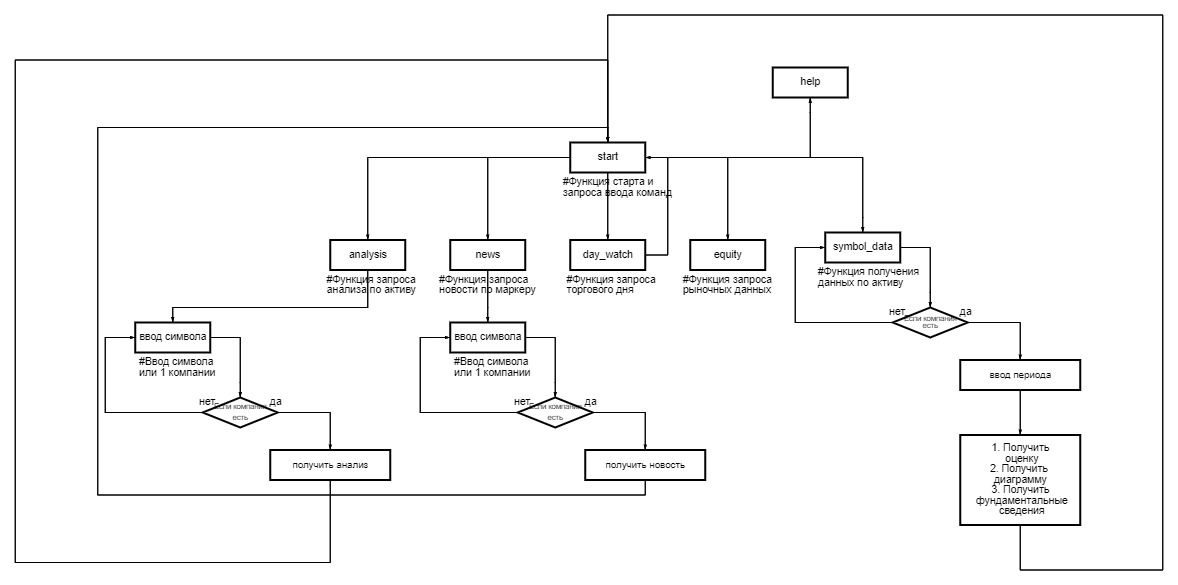 help
start
#Функция старта и
запроса ввода команд
analysis
#Функция запроса
анализа по активу
news
#Функция запроса
новости по маркеру
day_watch
#Функция запроса
торгового дня
equity
#Функция запроса
рыночных данных
symbol_data
#Функция получения
данных по активу
нет
Если компания
есть
да
ввод символа
#Ввод символа
или 1 компании
ввод символа
#Ввод символа
или 1 компании
ввод периода
нет
Если компания
есть
да
нет
Если компания
есть
да
получить анализ
получить новость
1. Получить
оценку
2. Получить
диаграмму
3. Получить
фундаментальные
сведения